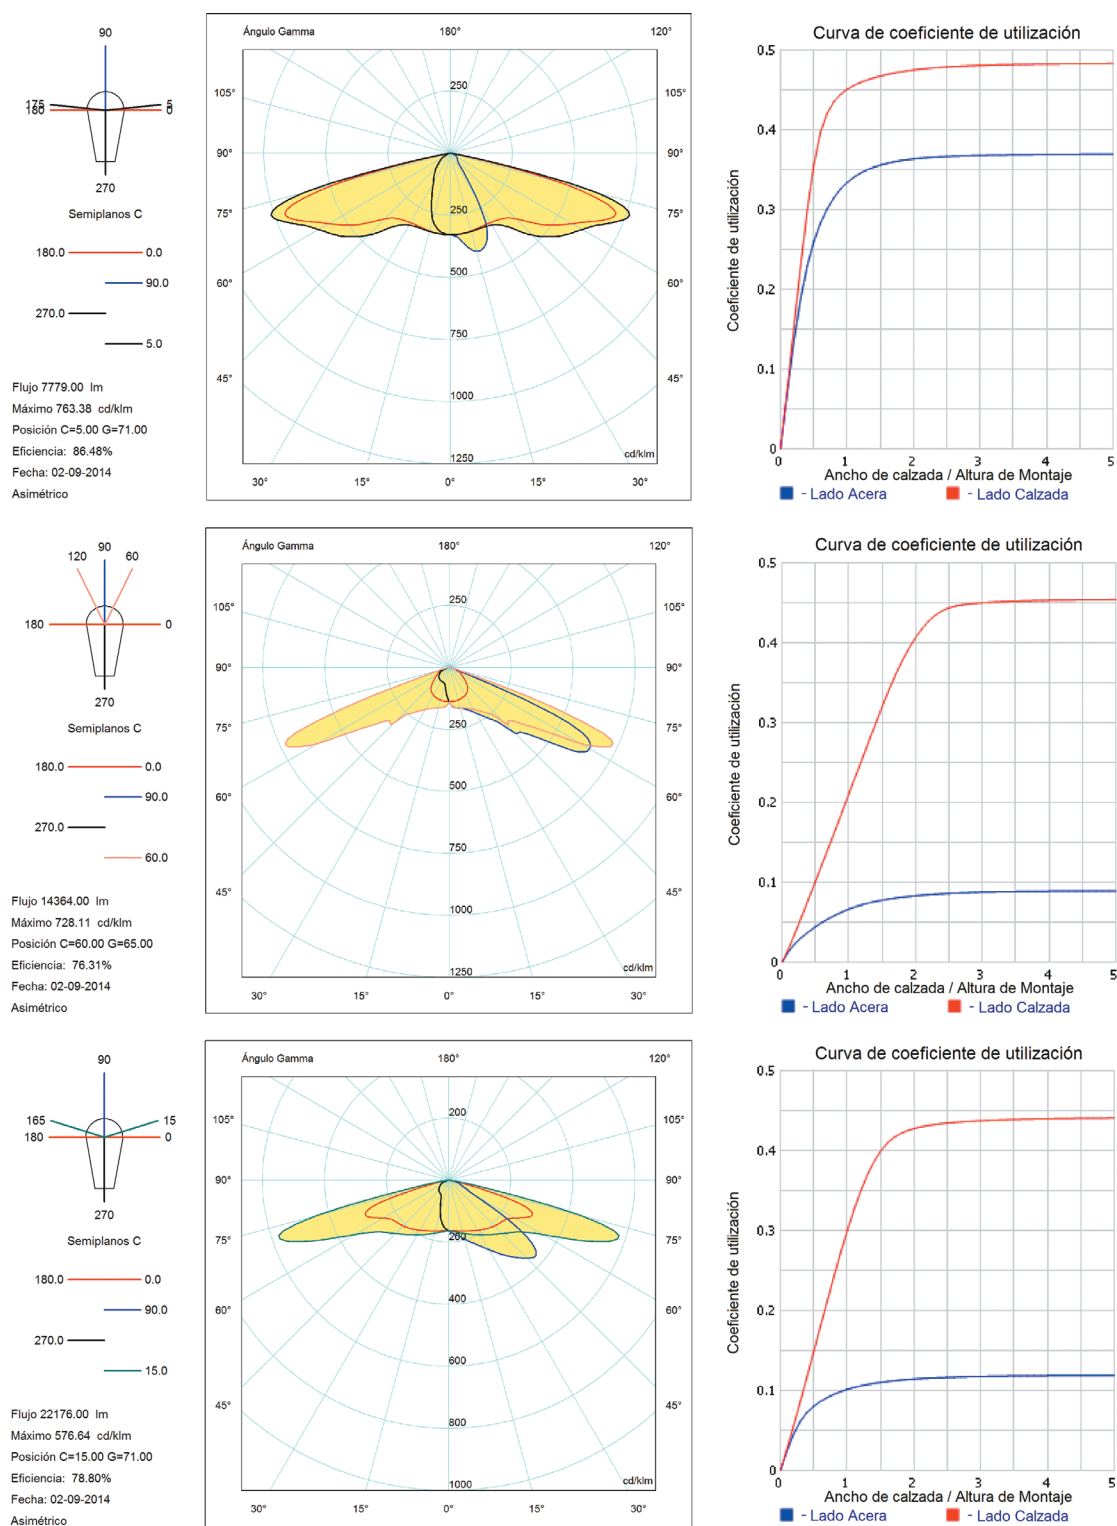 90
175
180
5
0
270
Semiplanos C
180.0 0.0
90.0
270.0
5.0
Flujo 7779.00 lm
Máximo 763.38 cd/klm
Posición C=5.00 G=71.00
Eficiencia: 86.48%
Fecha: 02-09-2014
Asimétrico
Ángulo Gamma 180° 120°
250
105° 105°
90° 90°
250
75° 75°
500
60° 60°
750
45° 45°
1000
cd/klm
1250
30° 15° 0° 15° 30°
Curva de coeficiente de utilización
Coeficiente de utilización
0.5
0.4
0.3
0.2
0.1
0
0 1 2 3 4 5
Ancho de calzada / Altura de Montaje
- Lado Acera - Lado Calzada
90
120 60
180 0
270
Semiplanos C
180.0 0.0
90.0
270.0
60.0
Flujo 14364.00 lm
Máximo 728.11 cd/klm
Posición C=60.00 G=65.00
Eficiencia: 76.31%
Fecha: 02-09-2014
Asimétrico
Ángulo Gamma 180° 120°
250
105° 105°
90° 90°
250
75° 75°
500
60° 60°
750
45° 45°
1000
cd/klm
1250
30° 15° 0° 15° 30°
Curva de coeficiente de utilización
Coeficiente de utilización
0.5
0.4
0.3
0.2
0.1
0
0 1 2 3 4 5
Ancho de calzada / Altura de Montaje
- Lado Acera - Lado Calzada
90
165 15
180 0
270
Semiplanos C
180.0 0.0
90.0
270.0
15.0
Flujo 22176.00 lm
Máximo 576.64 cd/klm
Posición C=15.00 G=71.00
Eficiencia: 78.80%
Fecha: 02-09-2014
Asimétrico
Ángulo Gamma 180° 120°
200
105° 105°
90° 90°
200
75° 75°
400
60° 60°
600
45° 45°
800
cd/klm
1000
30° 15° 0° 15° 30°
Curva de coeficiente de utilización
Coeficiente de utilización
0.5
0.4
0.3
0.2
0.1
0
0 1 2 3 4 5
Ancho de calzada / Altura de Montaje
- Lado Acera - Lado Calzada